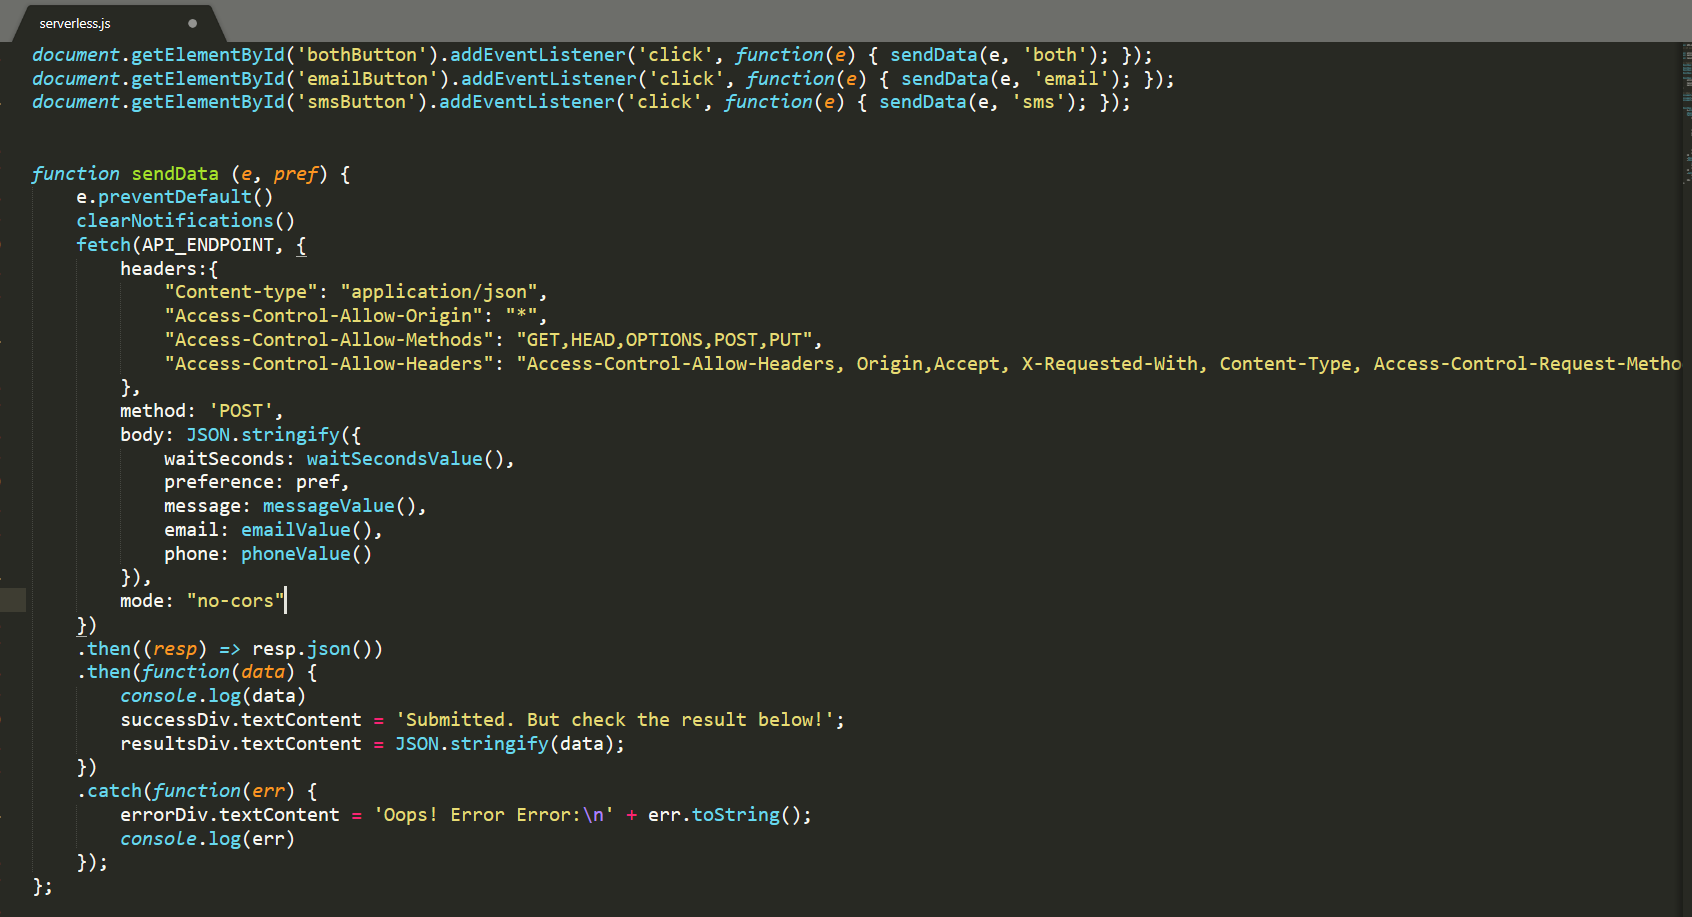 serverless.js
document.getElementById('bothButton').addEventListener('click', function(e) { sendData(e, 'both'); });
document.getElementById('emailButton').addEventListener('click', function(e) { sendData(e, 'email'); });
document.getElementById('smsButton').addEventListener('click', function(e) { sendData(e, 'sms'); });
function sendData (e, pref) {
    e.preventDefault()
    clearNotifications()
    fetch(API_ENDPOINT, {
        headers:{
            "Content-type": "application/json",
            "Access-Control-Allow-Origin": "*",
            "Access-Control-Allow-Methods": "GET,HEAD,OPTIONS,POST,PUT",
            "Access-Control-Allow-Headers": "Access-Control-Allow-Headers, Origin,Accept, X-Requested-With, Content-Type, Access-Control-Request-Metho
        },
        method: 'POST',
        body: JSON.stringify({
            waitSeconds: waitSecondsValue(),
            preference: pref,
            message: messageValue(),
            email: emailValue(),
            phone: phoneValue()
        }),
        mode: "no-cors"
    })
    .then((resp) => resp.json())
    .then(function(data) {
        console.log(data)
        successDiv.textContent = 'Submitted. But check the result below!';
        resultsDiv.textContent = JSON.stringify(data);
    })
    .catch(function(err) {
        errorDiv.textContent = 'Oops! Error Error:\n' + err.toString();
        console.log(err)
    });
};